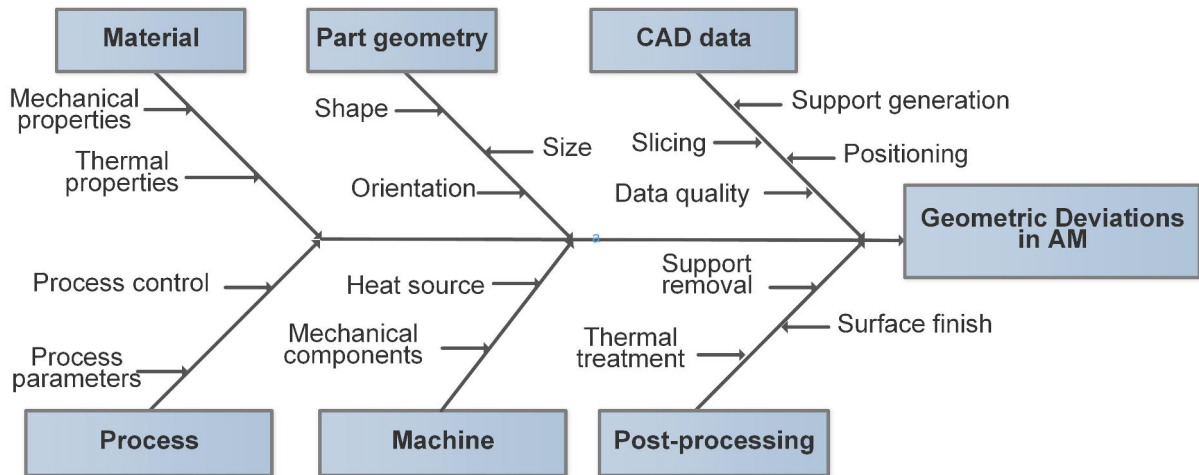 Material
Part geometry
CAD data
Mechanical
properties
Thermal
properties
Shape
Size
Orientation
Support generation
Slicing
Positioning
Data quality
Geometric Deviations
in AM
a
Process control
Process
parameters
Heat source
Mechanical
components
Support
removal
Surface finish
Thermal
treatment
Process
Machine
Post-processing